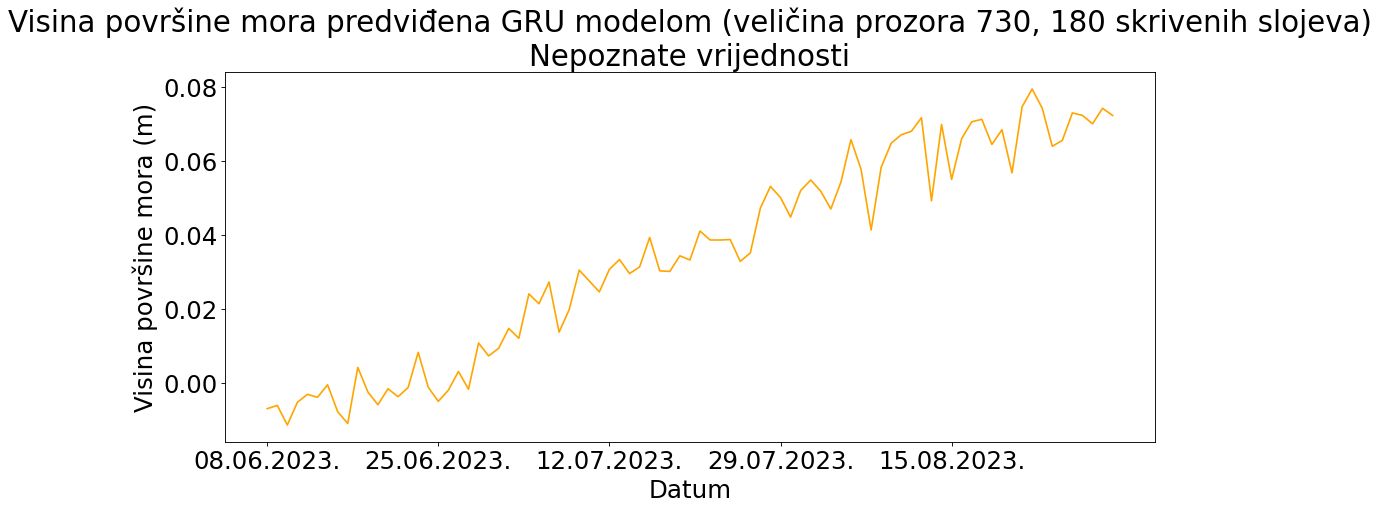 Visina površine mora predviđena GRU modelom (veličina prozora 730, 180 skrivenih slojeva)
Nepoznate vrijednosti
Visina površine mora (m)
0.08
0.06
0.04
0.02
0.00
08.06.2023. 25.06.2023. 12.07.2023. 29.07.2023. 15.08.2023.
Datum